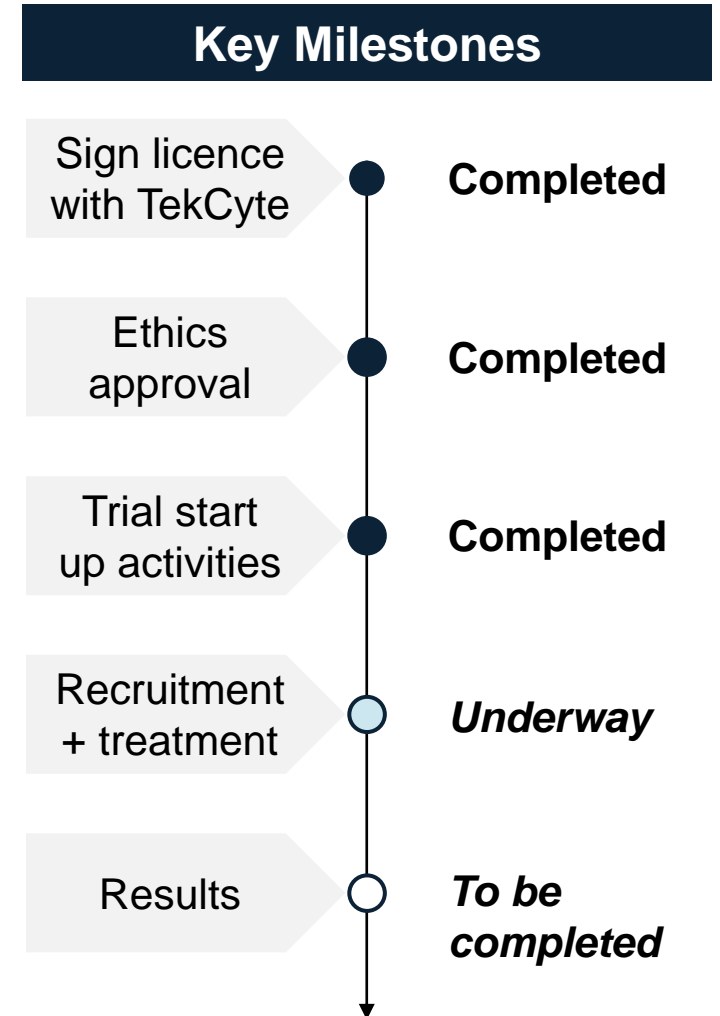 Key Milestones
Sign licence
with TekCyte
Completed
Ethics
approval
Completed
Trial start
up activities
Completed
Recruitment
+ treatment
Underway
Results
To be
completed